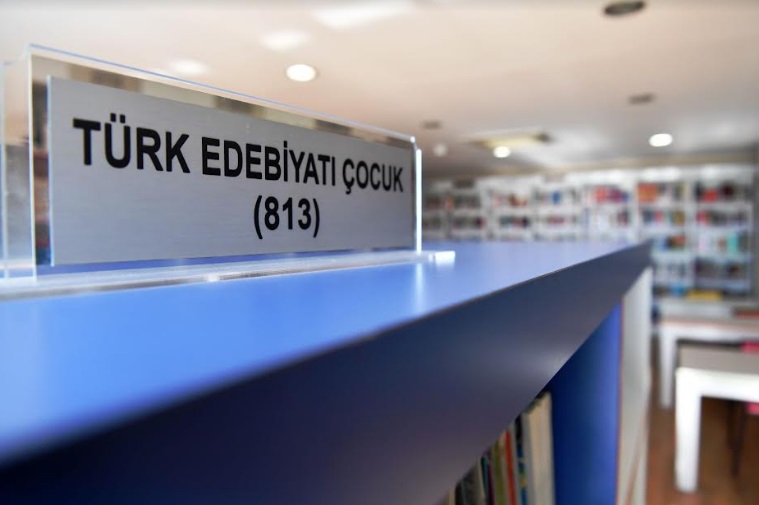 TÜRK EDEBİYATI ÇOCUK
(813)